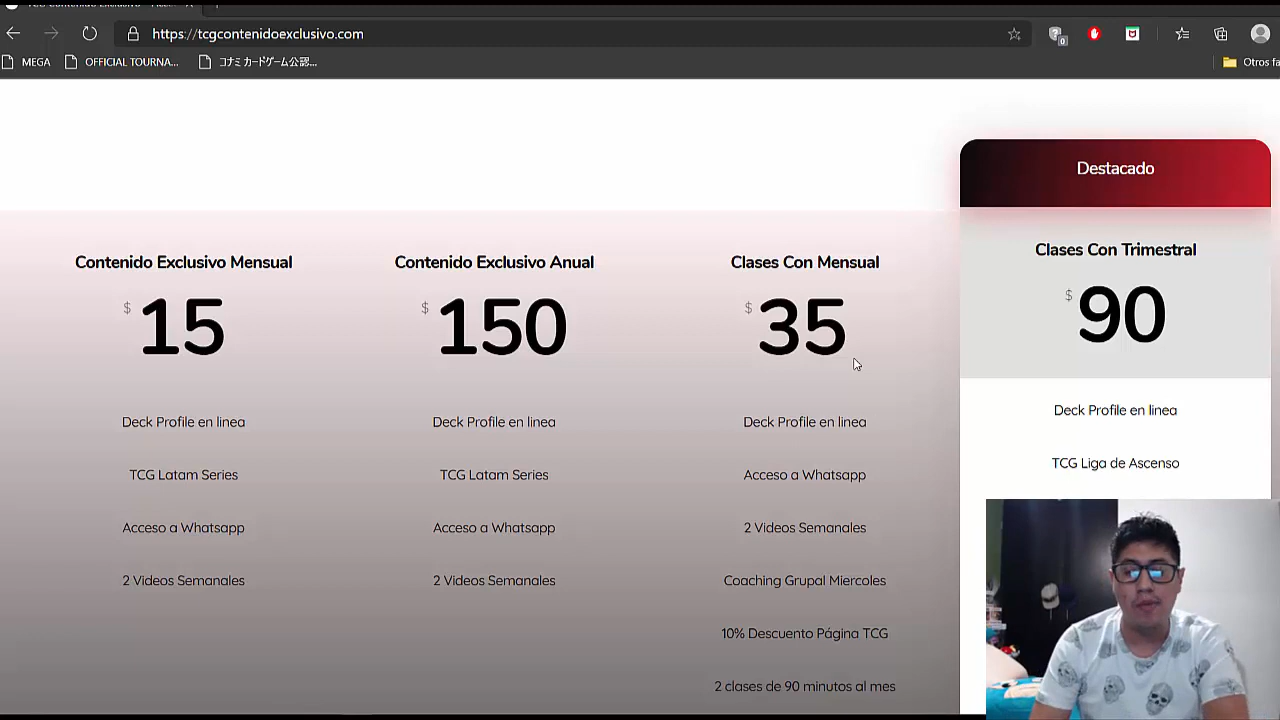 https://tcgcontenidoexclusivo.com
0
MEGA
OFFICIAL TOURNA...
コナミ カードゲーム公認...
Otros fa
Destacado
Contenido Exclusivo Mensual
$ 15
Deck Profile en linea
TCG Latam Series
Acceso a Whatsapp
2 Videos Semanales
Contenido Exclusivo Anual
$ 150
Deck Profile en linea
TCG Latam Series
Acceso a Whatsapp
2 Videos Semanales
Clases Con Mensual
$ 35
Deck Profile en linea
Acceso a Whatsapp
2 Videos Semanales
Coaching Grupal Miercoles
10% Descuento Página TCG
2 clases de 90 minutos al mes
Clases Con Trimestral
$ 90
Deck Profile en linea
TCG Liga de Ascenso